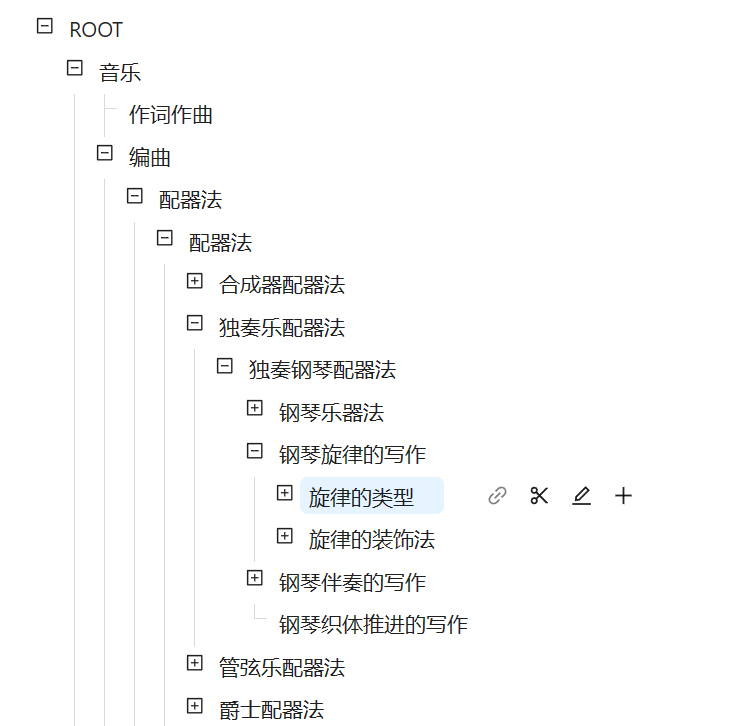 ROOT
音乐
作词作曲
编曲
配器法
配器法
合成器配器法
独奏乐配器法
独奏钢琴配器法
钢琴乐器法
钢琴旋律的写作
旋律的类型
旋律的装饰法
钢琴伴奏的写作
钢琴织体推进的写作
管弦乐配器法
爵士配器法